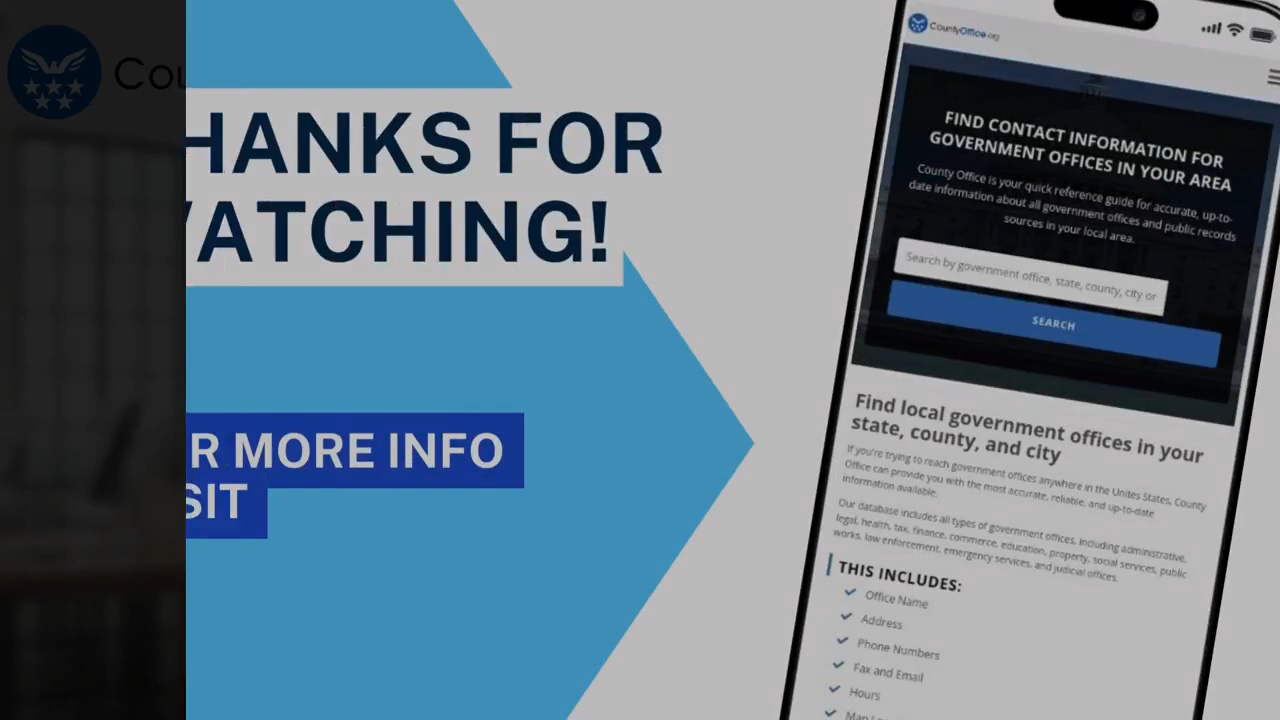 Cou
HANKS FOR
WATCHING!
R MORE INFO
SIT
CountyOffice.org
FIND CONTACT INFORMATION FOR
GOVERNMENT OFFICES IN YOUR AREA
County Office is your quick reference guide for accurate, up-to-
date information about all government offices and public records
sources in your local area.
Search by government office, state, county, city or
SEARCH
Find local government offices in your
state, county, and city
If you're trying to reach government offices anywhere in the Unites States, County
Office can provide you with the most accurate, reliable, and up-to-date
information available.
Our database includes all types of government offices, including administrative,
legal, health, tax, finance, commerce, education, property, social services, public
works, law enforcement, emergency services, and judicial offices.
THIS INCLUDES:
Office Name
Address
Phone Numbers
Fax and Email
Hours